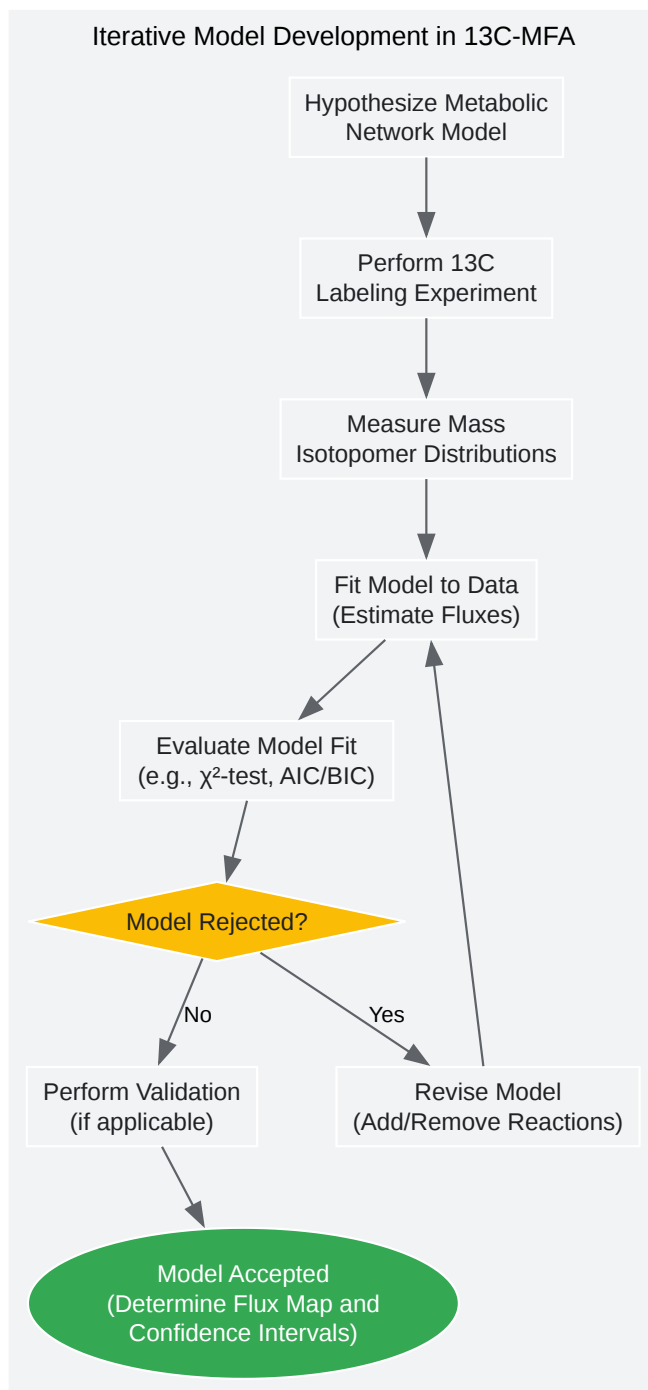 Iterative Model Development in 13C-MFA
Hypothesize Metabolic
Network Model
Perform 13C
Labeling Experiment
Measure Mass
Isotopomer Distributions
Fit Model to Data
(Estimate Fluxes)
Evaluate Model Fit
(e.g., χ²-test, AIC/BIC)
Model Rejected?
No
Yes
Perform Validation
(if applicable)
Revise Model
(Add/Remove Reactions)
Model Accepted
(Determine Flux Map and
Confidence Intervals)